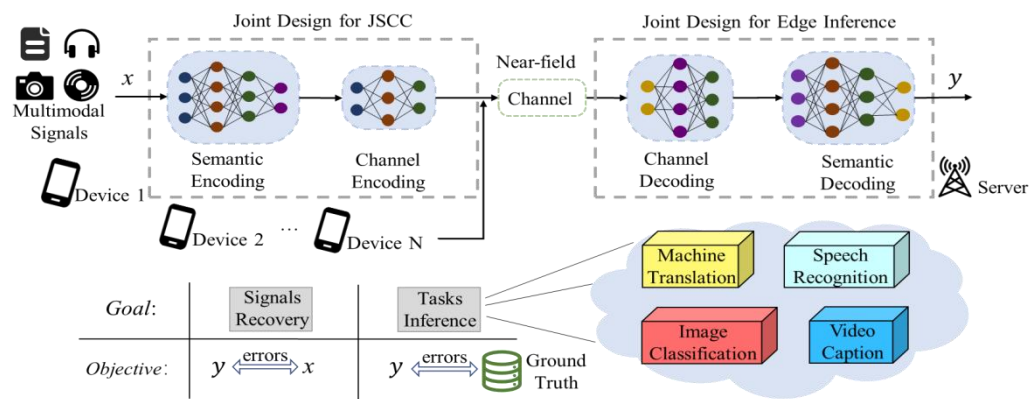 Joint Design for JSCC
Joint Design for Edge Inference
Near-field
x
Channel
y
Multimodal
Signals
Semantic
Encoding
Channel
Encoding
Channel
Decoding
Semantic
Decoding
Device 1
Server
Device 2
...
Device N
Machine
Translation
Speech
Recognition
Image
Classification
Video
Caption
Goal:
Signals
Recovery
Tasks
Inference
Objective:
y errors x
y errors Ground
Truth